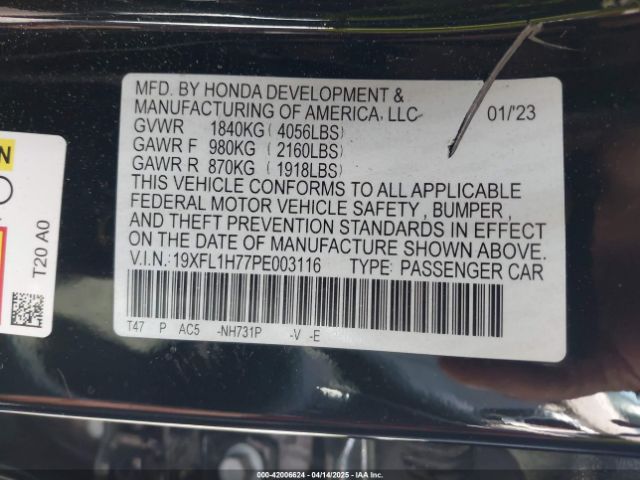 MFD. BY HONDA DEVELOPMENT &
MANUFACTURING OF AMERICA, LLC 01/'23
GVWR 1840KG (4056LBS)
GAWR F 980KG (2160LBS)
GAWR R 870KG (1918LBS)
THIS VEHICLE CONFORMS TO ALL APPLICABLE
FEDERAL MOTOR VEHICLE SAFETY , BUMPER ,
AND THEFT PREVENTION STANDARDS IN EFFECT
ON THE DATE OF MANUFACTURE SHOWN ABOVE.
V.I.N.: 19XFL1H77PE003116 TYPE: PASSENGER CAR
T47 P AC5 -NH731P -V -E
T20 A0
000-42006624 - 04/14/2025 - IAA Inc.